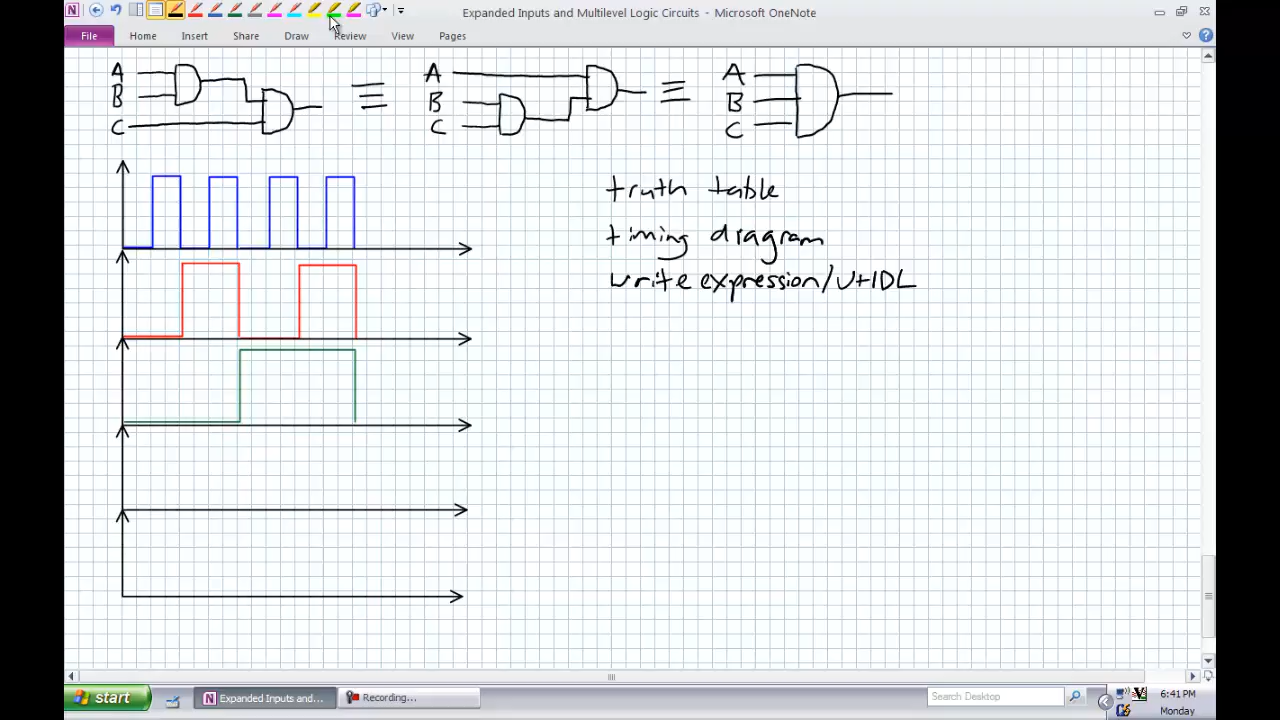 Expanded Inputs and Multilevel Logic Circuits - Microsoft OneNote
File Home Insert Share Draw Review View Pages
A
B
C
≡
A
B
C
≡
A
B
C
truth table
timing diagram
write expression/VHDL
start
Expanded Inputs and...
Recording...
Search Desktop
6:41 PM
Monday